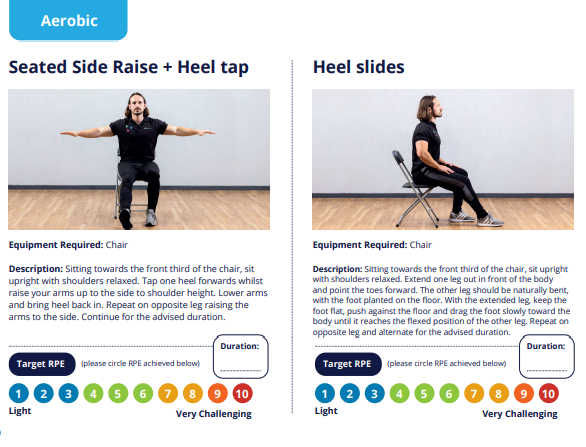 Aerobic
Seated Side Raise + Heel tap
Equipment Required: Chair
Description: Sitting towards the front third of the chair, sit
upright with shoulders relaxed. Tap one heel forwards whilst
raise your arms up to the side to shoulder height. Lower arms
and bring heel back in. Repeat on opposite leg raising the
arms to the side. Continue for the advised duration.
Duration:
Target RPE
(please circle RPE achieved below)
1 2 3 4 5 6 7 8 9 10
Light
Very Challenging
Heel slides
Equipment Required: Chair
Description: Sitting towards the front third of the chair, sit upright
with shoulders relaxed. Extend one leg out in front of the body
and point the toes forward. The other leg should be naturally bent,
with the foot planted on the floor. With the extended leg, keep the
foot flat, push against the floor and drag the foot slowly toward the
body until it reaches the flexed position of the other leg. Repeat on
opposite leg and alternate for the advised duration.
Duration:
Target RPE
(please circle RPE achieved below)
1 2 3 4 5 6 7 8 9 10
Light
Very Challenging